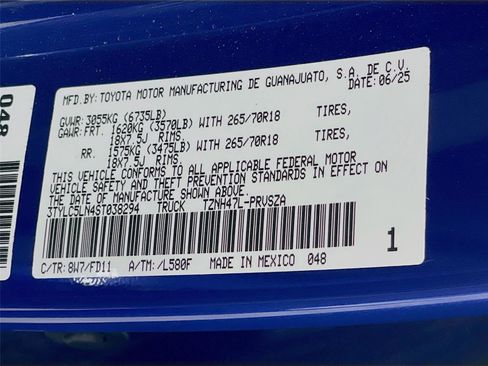 MFD.BY: TOYOTA MOTOR MANUFACTURING DE GUANAJUATO, S.A. DE C.V.
DATE: 06/25
GVWR: 3055KG (6735LB)
GAWR: FRT. 1620KG (3570LB) WITH 265/70R18 TIRES,
18X7.5J RIMS.
RR. 1575KG (3475LB) WITH 265/70R18 TIRES,
18X7.5J RIMS.
THIS VEHICLE CONFORMS TO ALL APPLICABLE FEDERAL MOTOR
VEHICLE SAFETY AND THEFT PREVENTION STANDARDS IN EFFECT ON
THE DATE OF MANUFACTURE SHOWN ABOVE.
3TYLC5LN4ST038294 TRUCK TZNH47L-PRVSZA
1
C/TR: 8W7/FD11 A/TM: /L580F MADE IN MEXICO 048
048